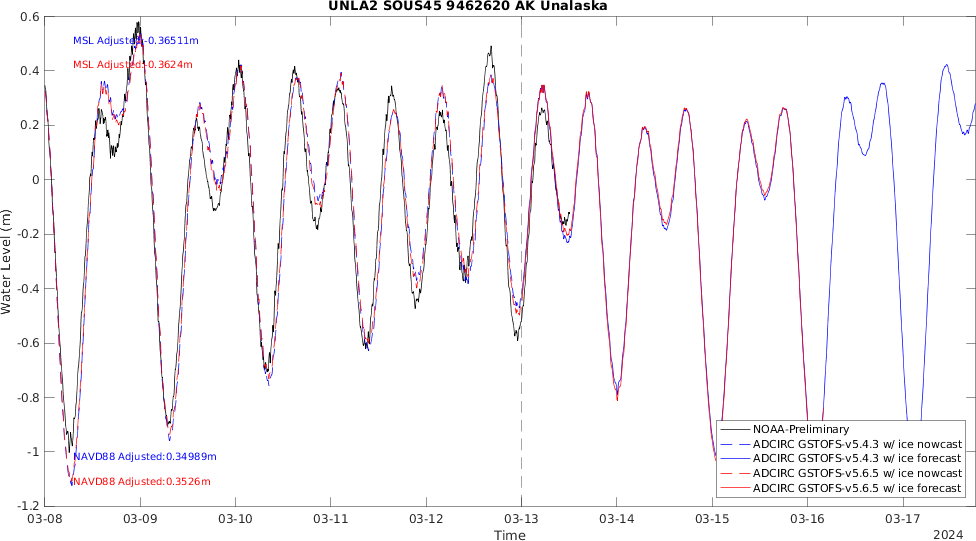 UNLA2 SOUS45 9462620 AK Unalaska
0.6
0.4
0.2
0
-0.2
-0.4
-0.6
-0.8
-1
-1.2
Water Level (m)
MSL Adjusted:-0.36511m
MSL Adjusted:-0.3624m
NAVD88 Adjusted:0.34989m
NAVD88 Adjusted:0.3526m
NOAA-Preliminary
ADCIRC GSTOFS-v5.4.3 w/ ice nowcast
ADCIRC GSTOFS-v5.4.3 w/ ice forecast
ADCIRC GSTOFS-v5.6.5 w/ ice nowcast
ADCIRC GSTOFS-v5.6.5 w/ ice forecast
03-08 03-09 03-10 03-11 03-12 03-13 03-14 03-15 03-16 03-17
Time
2024